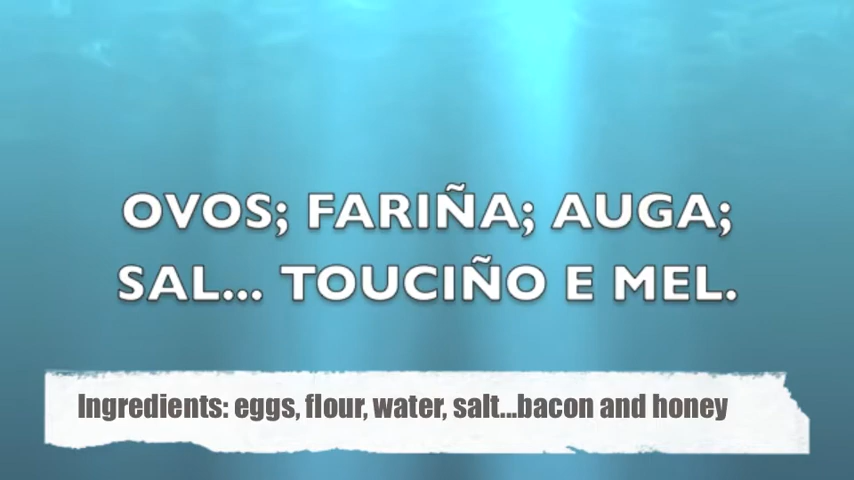 OVOS; FARIÑA; AUGA;
SAL... TOUCIÑO E MEL.
Ingredients: eggs, flour, water, salt...bacon and honey